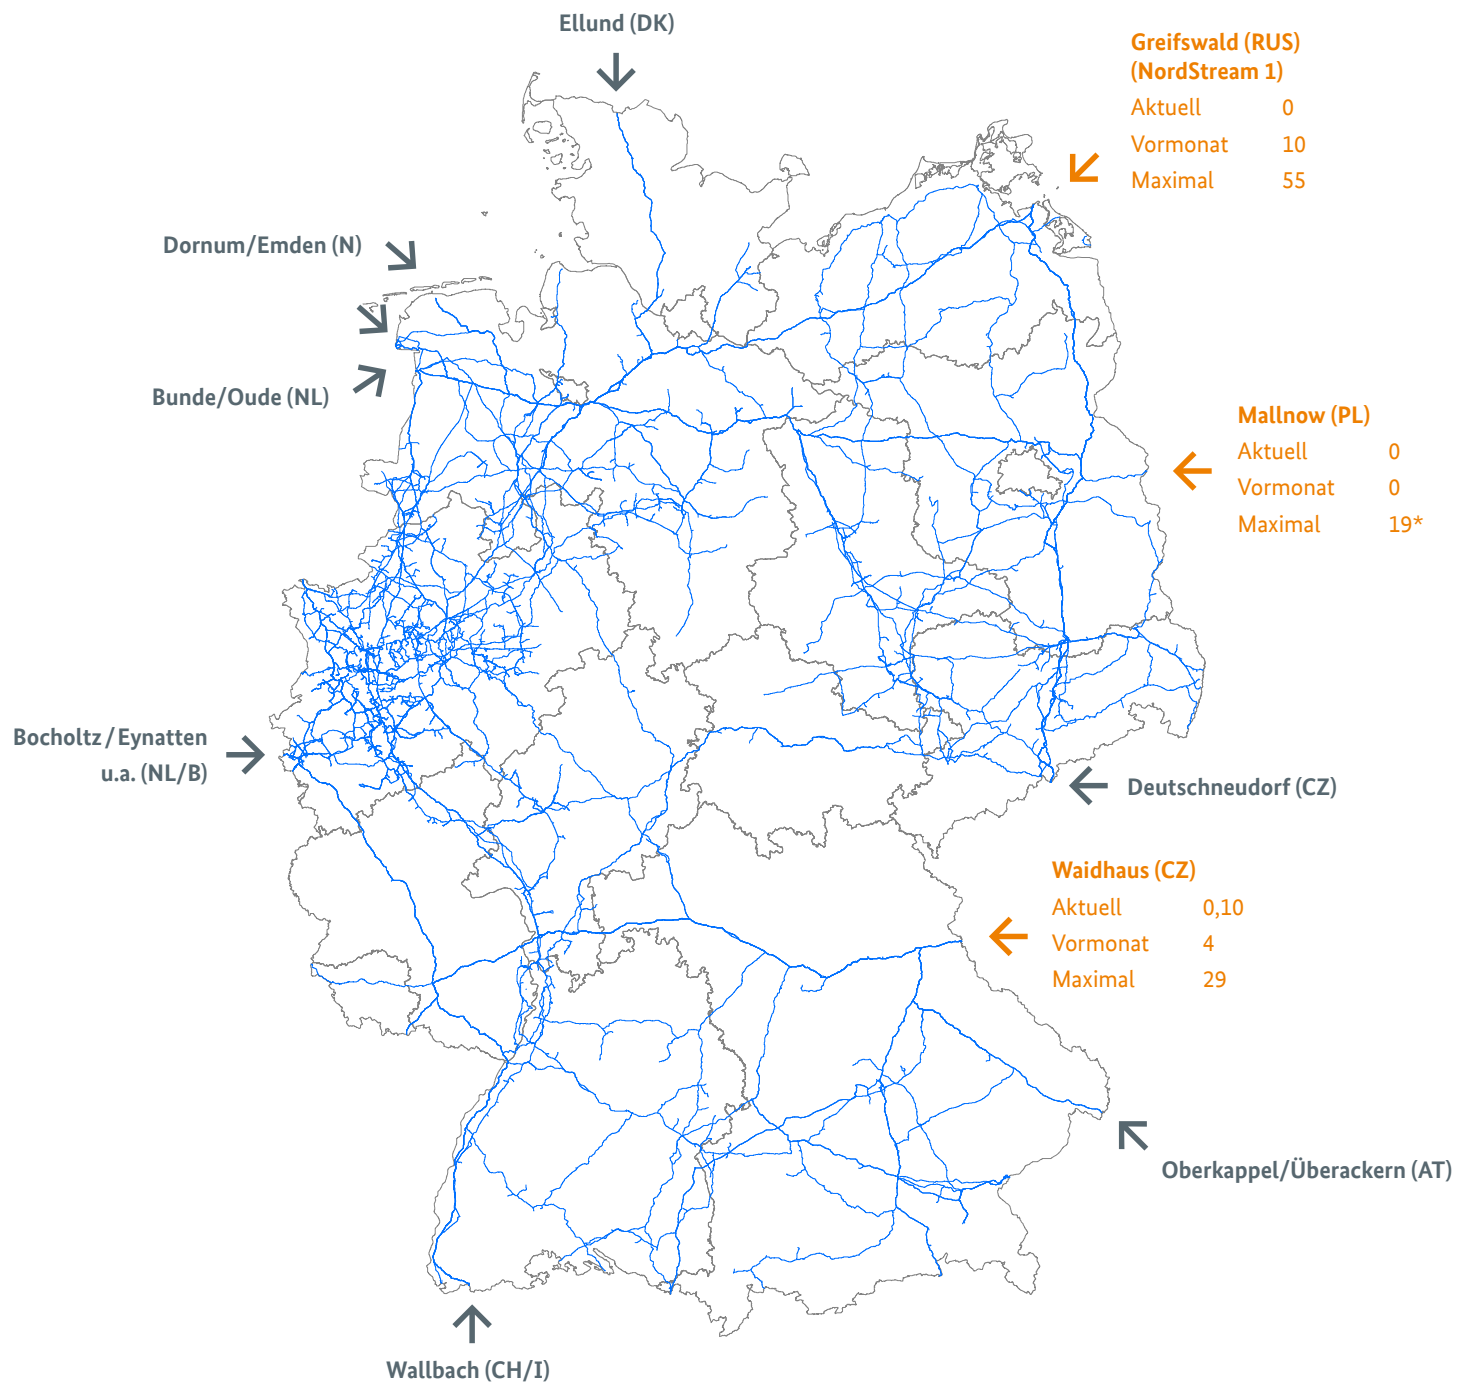 Ellund (DK)
Greifswald (RUS)
(NordStream 1)
Aktuell 0
Vormonat 10
Maximal 55
Dornum/Emden (N)
Bunde/Oude (NL)
Mallnow (PL)
Aktuell 0
Vormonat 0
Maximal 19*
Bocholtz / Eynatten
u.a. (NL/B)
Deutschneudorf (CZ)
Waidhaus (CZ)
Aktuell 0,10
Vormonat 4
Maximal 29
Oberkappel/Überackern (AT)
Wallbach (CH/I)